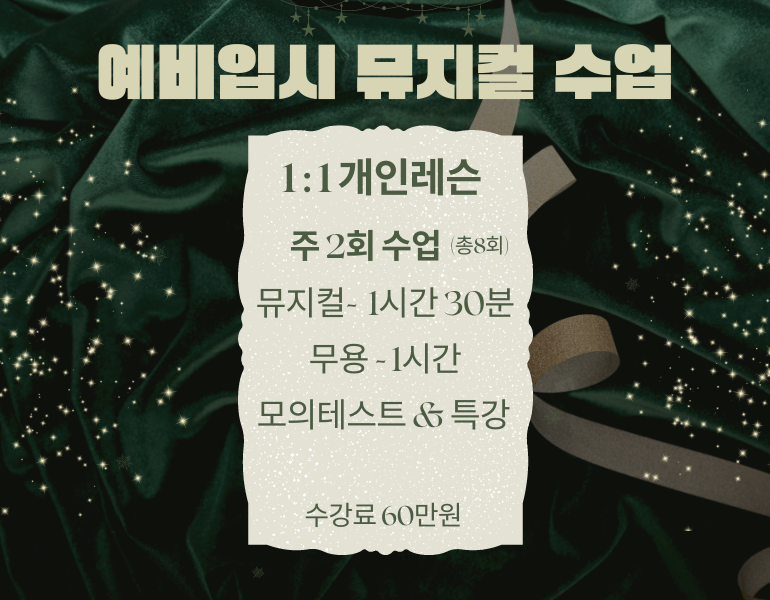 예비입시 뮤지컬 수업
1:1 개인레슨
주 2회 수업 (총8회)
뮤지컬- 1시간 30분
무용 - 1시간
모의테스트 & 특강
수강료 60만원